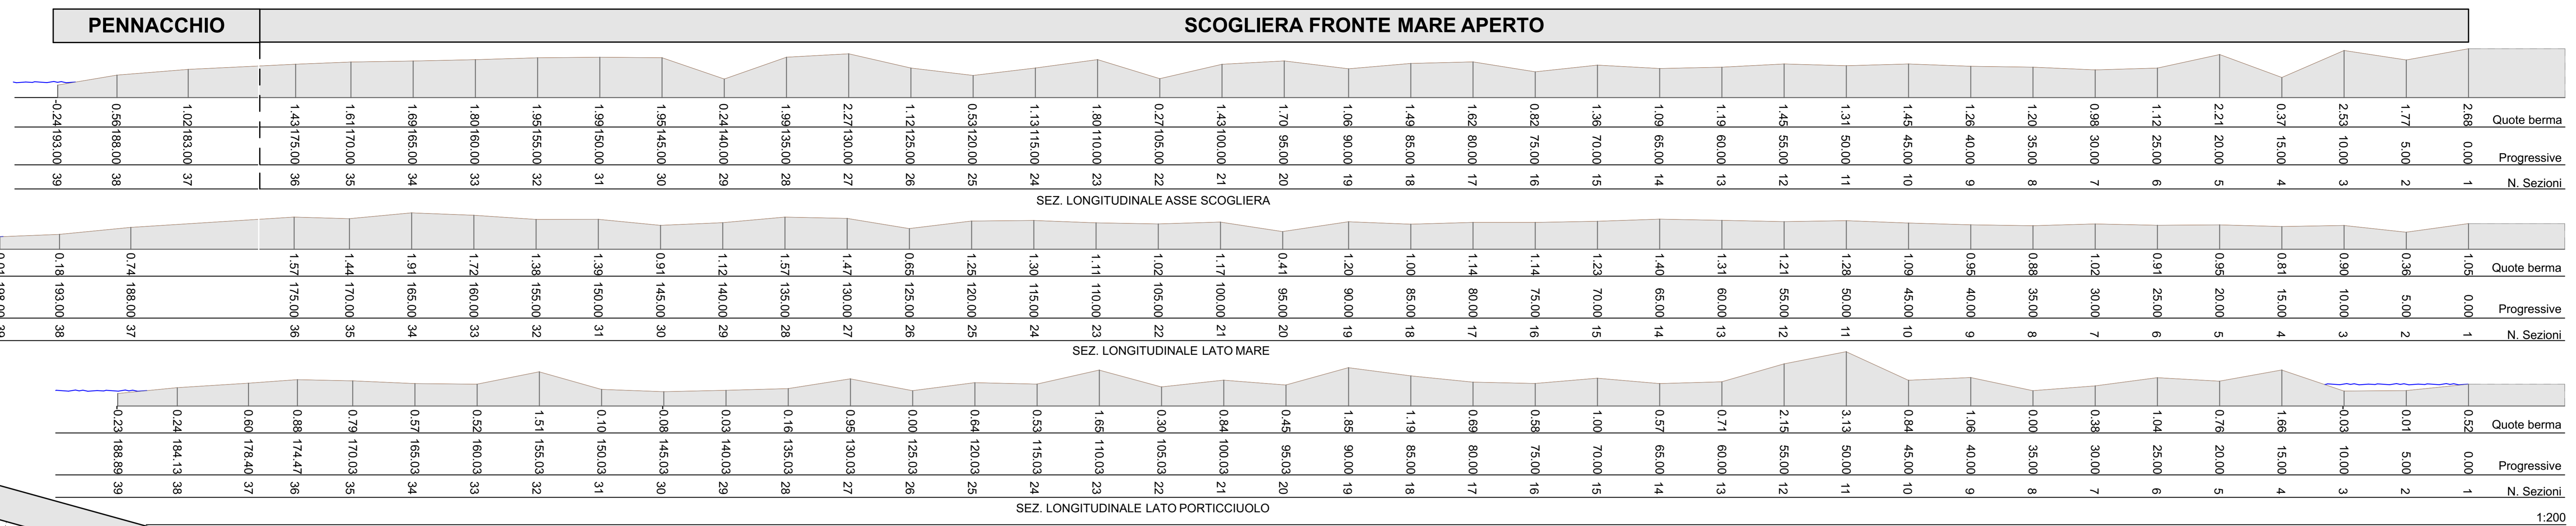 PENNACCHIO SCOGLIERA FRONTE MARE APERTO
-0.24 0.56 1.02 1.43 1.61 1.69 1.80 1.95 1.99 1.95 0.24 1.99 2.27 1.12 0.53 1.13 1.80 0.27 1.43 1.70 1.06 1.49 1.62 0.82 1.36 1.09 1.19 1.45 1.31 1.45 1.26 1.20 0.98 1.12 2.21 0.37 2.53 1.77 2.68 Quote berma
193.00 188.00 183.00 175.00 170.00 165.00 160.00 155.00 150.00 145.00 140.00 135.00 130.00 125.00 120.00 115.00 110.00 105.00 100.00 95.00 90.00 85.00 80.00 75.00 70.00 65.00 60.00 55.00 50.00 45.00 40.00 35.00 30.00 25.00 20.00 15.00 10.00 5.00 0.00 Progressive
39 38 37 36 35 34 33 32 31 30 29 28 27 26 25 24 23 22 21 20 19 18 17 16 15 14 13 12 11 10 9 8 7 6 5 4 3 2 1 N. Sezioni
SEZ. LONGITUDINALE ASSE SCOGLIERA
0.18 0.74 1.57 1.44 1.91 1.72 1.38 1.39 0.91 1.12 1.57 1.47 0.65 1.25 1.30 1.11 1.02 1.17 0.41 1.20 1.00 1.14 1.14 1.23 1.40 1.31 1.21 1.28 1.09 0.95 0.88 1.02 0.91 0.95 0.81 0.90 0.36 1.05 Quote berma
198.00 193.00 188.00 175.00 170.00 165.00 160.00 155.00 150.00 145.00 140.00 135.00 130.00 125.00 120.00 115.00 110.00 105.00 100.00 95.00 90.00 85.00 80.00 75.00 70.00 65.00 60.00 55.00 50.00 45.00 40.00 35.00 30.00 25.00 20.00 15.00 10.00 5.00 0.00 Progressive
39 38 37 36 35 34 33 32 31 30 29 28 27 26 25 24 23 22 21 20 19 18 17 16 15 14 13 12 11 10 9 8 7 6 5 4 3 2 1 N. Sezioni
SEZ. LONGITUDINALE LATO MARE
-0.23 0.24 0.60 0.88 0.79 0.57 0.52 1.51 0.10 -0.08 0.03 0.16 0.95 0.00 0.64 0.53 1.65 0.30 0.84 0.45 1.85 1.19 0.69 0.58 1.00 0.57 0.71 2.15 3.13 0.84 1.06 0.00 0.38 1.04 0.76 1.66 -0.03 0.01 0.52 Quote berma
188.89 184.13 178.40 174.47 170.03 165.03 160.03 155.03 150.03 145.03 140.03 135.03 130.03 125.03 120.03 115.03 110.03 105.03 100.03 95.03 90.00 85.00 80.00 75.00 70.00 65.00 60.00 55.00 50.00 45.00 40.00 35.00 30.00 25.00 20.00 15.00 10.00 5.00 0.00 Progressive
39 38 37 36 35 34 33 32 31 30 29 28 27 26 25 24 23 22 21 20 19 18 17 16 15 14 13 12 11 10 9 8 7 6 5 4 3 2 1 N. Sezioni
SEZ. LONGITUDINALE LATO PORTICCIUOLO
1:200